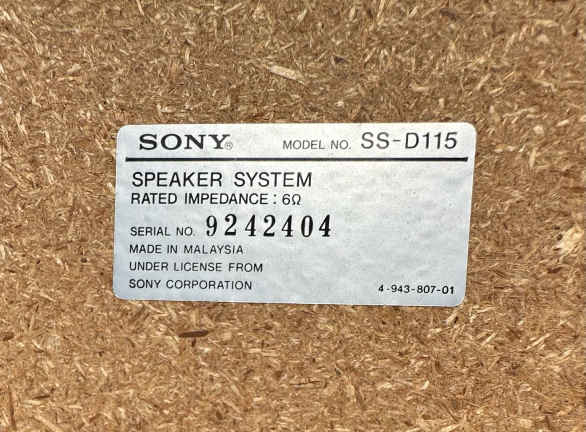 SONY® MODEL NO. SS-D115
SPEAKER SYSTEM
RATED IMPEDANCE : 6Ω
SERIAL NO. 9242404
MADE IN MALAYSIA
UNDER LICENSE FROM
SONY CORPORATION 4-943-807-01